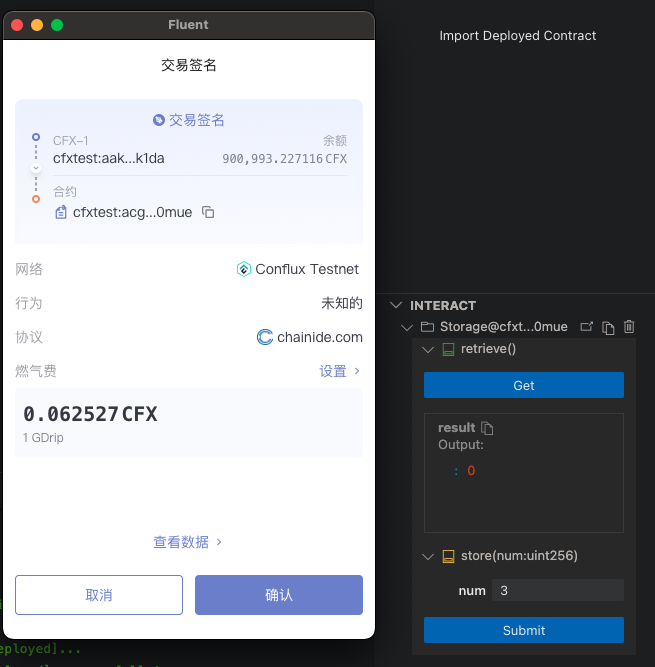 Fluent
交易签名
交易签名
CFX-1
余额
cfxtest:aak...k1da
900,993.227116 CFX
合约
cfxtest:acg...0mue
网络
Conflux Testnet
行为
未知的
协议
chainide.com
燃气费
设置 >
0.062527 CFX
1 GDrip
查看数据 >
取消
确认
eployed]...
Import Deployed Contract
INTERACT
Storage@cfxt...0mue
retrieve()
Get
result
Output:
: 0
store(num:uint256)
num 3
Submit